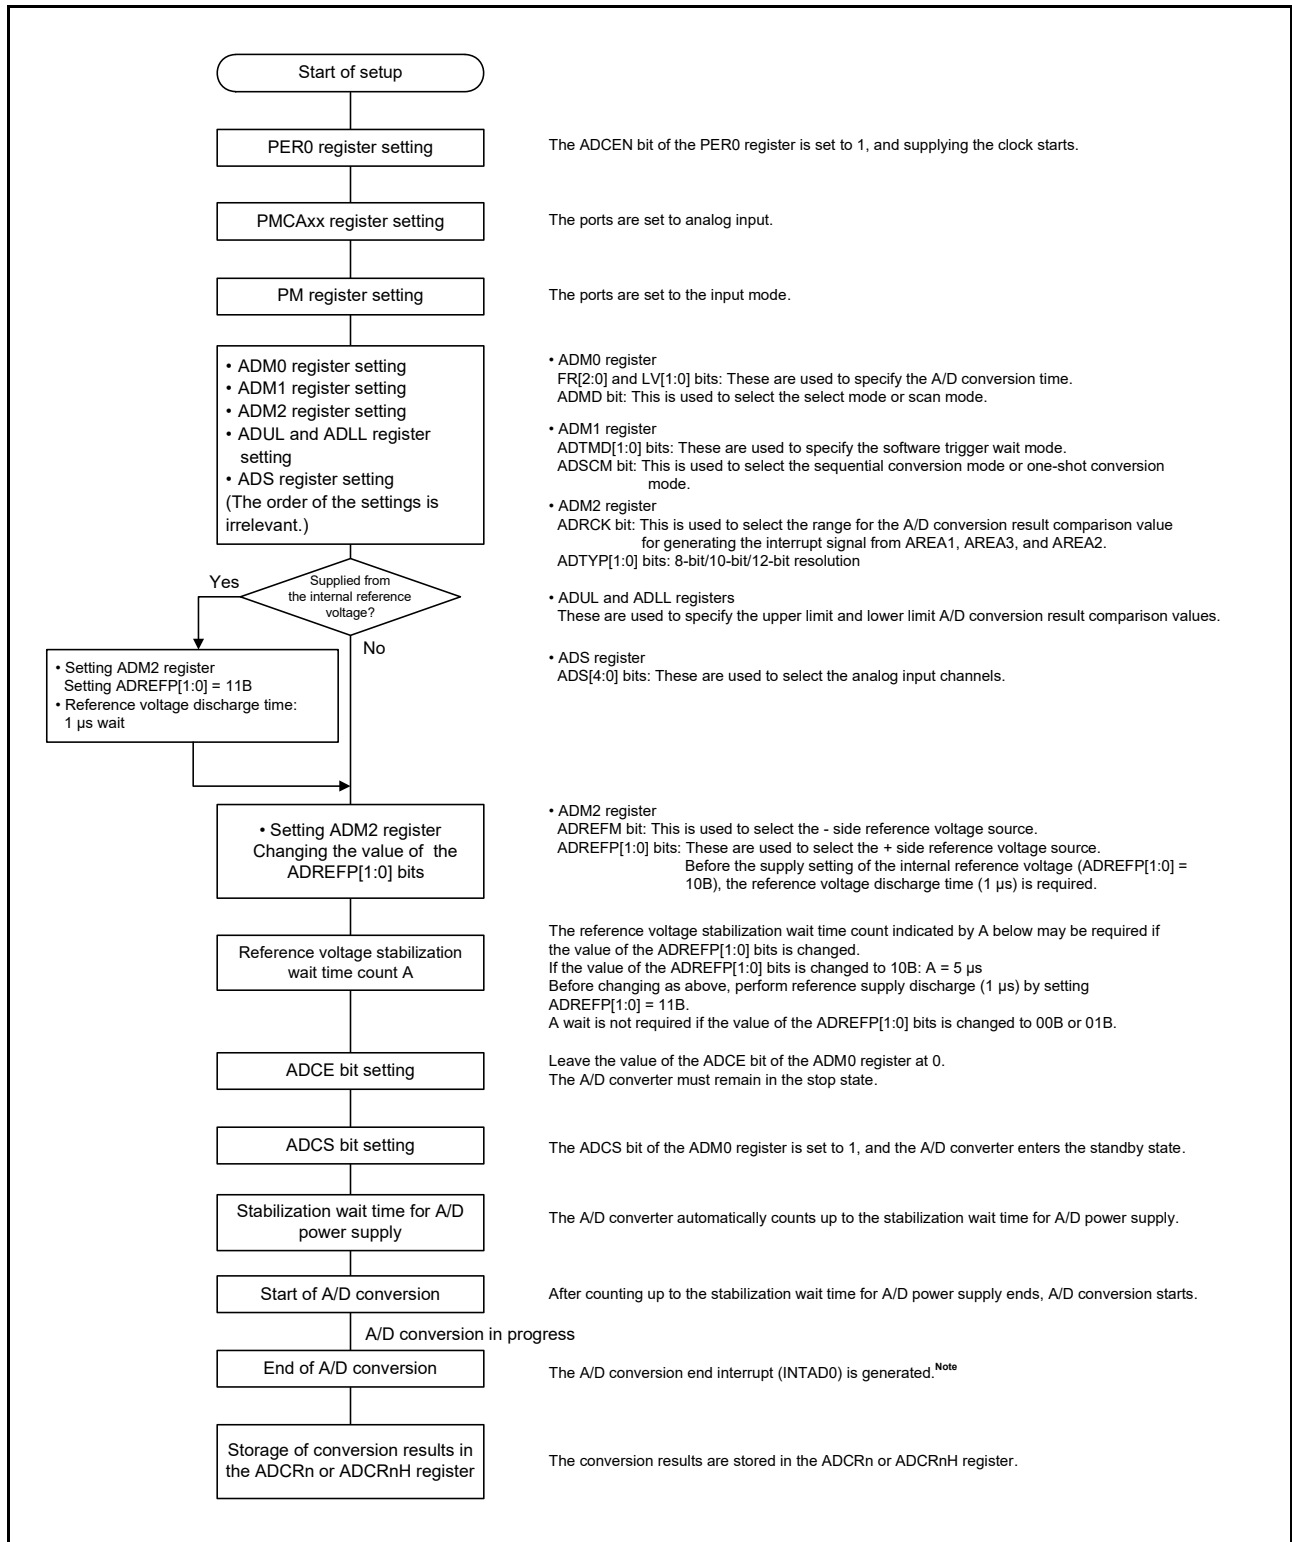 Start of setup
PER0 register setting
The ADCEN bit of the PER0 register is set to 1, and supplying the clock starts.
PMCAxx register setting
The ports are set to analog input.
PM register setting
The ports are set to the input mode.
• ADM0 register setting
• ADM1 register setting
• ADM2 register setting
• ADUL and ADLL register
setting
• ADS register setting
(The order of the settings is
irrelevant.)
• ADM0 register
FR[2:0] and LV[1:0] bits: These are used to specify the A/D conversion time.
ADMD bit: This is used to select the select mode or scan mode.
• ADM1 register
ADTMD[1:0] bits: These are used to specify the software trigger wait mode.
ADSCM bit: This is used to select the sequential conversion mode or one-shot conversion
mode.
• ADM2 register
ADRCK bit: This is used to select the range for the A/D conversion result comparison value
for generating the interrupt signal from AREA1, AREA3, and AREA2.
ADTYP[1:0] bits: 8-bit/10-bit/12-bit resolution
• ADUL and ADLL registers
These are used to specify the upper limit and lower limit A/D conversion result comparison values.
• ADS register
ADS[4:0] bits: These are used to select the analog input channels.
Supplied from
the internal reference
voltage?
Yes
No
• Setting ADM2 register
Setting ADREFP[1:0] = 11B
• Reference voltage discharge time:
1 µs wait
• Setting ADM2 register
Changing the value of the
ADREFP[1:0] bits
• ADM2 register
ADREFM bit: This is used to select the - side reference voltage source.
ADREFP[1:0] bits: These are used to select the + side reference voltage source.
Before the supply setting of the internal reference voltage (ADREFP[1:0] =
10B), the reference voltage discharge time (1 µs) is required.
Reference voltage stabilization
wait time count A
The reference voltage stabilization wait time count indicated by A below may be required if
the value of the ADREFP[1:0] bits is changed.
If the value of the ADREFP[1:0] bits is changed to 10B: A = 5 µs
Before changing as above, perform reference supply discharge (1 µs) by setting
ADREFP[1:0] = 11B.
A wait is not required if the value of the ADREFP[1:0] bits is changed to 00B or 01B.
ADCE bit setting
Leave the value of the ADCE bit of the ADM0 register at 0.
The A/D converter must remain in the stop state.
ADCS bit setting
The ADCS bit of the ADM0 register is set to 1, and the A/D converter enters the standby state.
Stabilization wait time for A/D
power supply
The A/D converter automatically counts up to the stabilization wait time for A/D power supply.
Start of A/D conversion
After counting up to the stabilization wait time for A/D power supply ends, A/D conversion starts.
A/D conversion in progress
End of A/D conversion
The A/D conversion end interrupt (INTAD0) is generated.Note
Storage of conversion results in
the ADCRn or ADCRnH register
The conversion results are stored in the ADCRn or ADCRnH register.